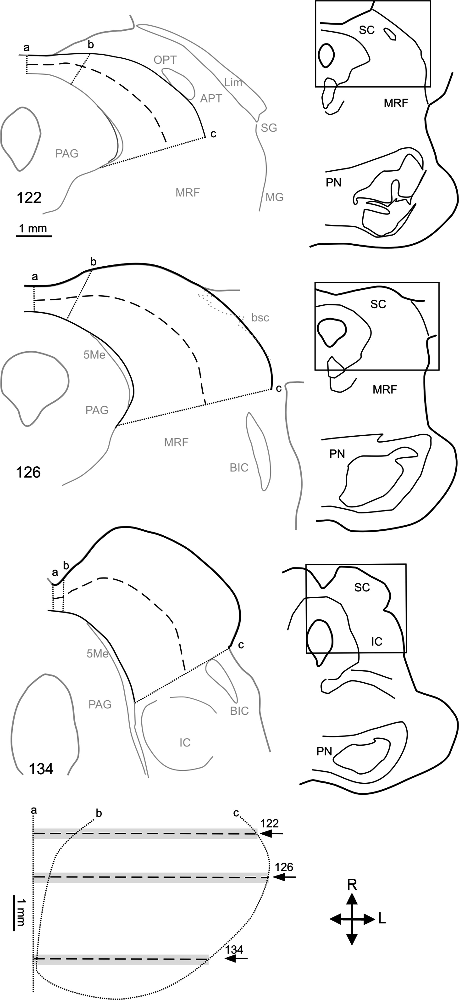 a
b
OPT
APT
Lim
SG
c
PAG
MRF
MG
122
1 mm
SC
MRF
PN
a
b
bsc
5Me
c
PAG
MRF
BIC
126
SC
MRF
PN
a
b
c
5Me
PAG
BIC
IC
134
SC
IC
PN
a
b
c
122
126
134
1 mm
R
L